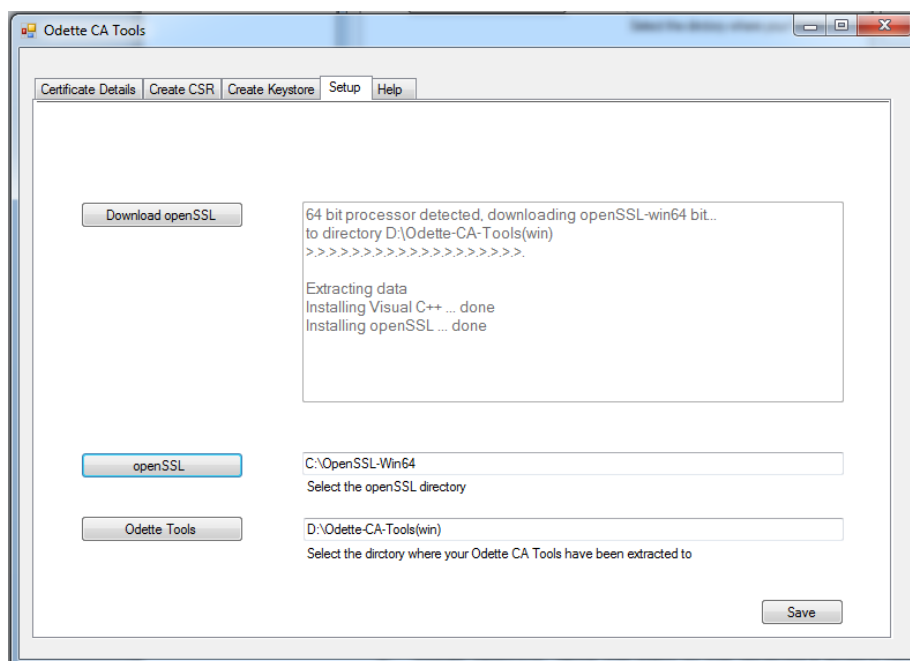 Odette CA Tools
Certificate Details Create CSR Create Keystore Setup Help
Download openSSL
64 bit processor detected, downloading openSSL-win64 bit...
to directory D:\Odette-CA-Tools(win)
>.>.>.>.>.>.>.>.>.>.>.>.>.>.>.>.>.>.>.>.
Extracting data
Installing Visual C++ ... done
Installing openSSL ... done
openSSL
C:\OpenSSL-Win64
Select the openSSL directory
Odette Tools
D:\Odette-CA-Tools(win)
Select the dirctory where your Odette CA Tools have been extracted to
Save